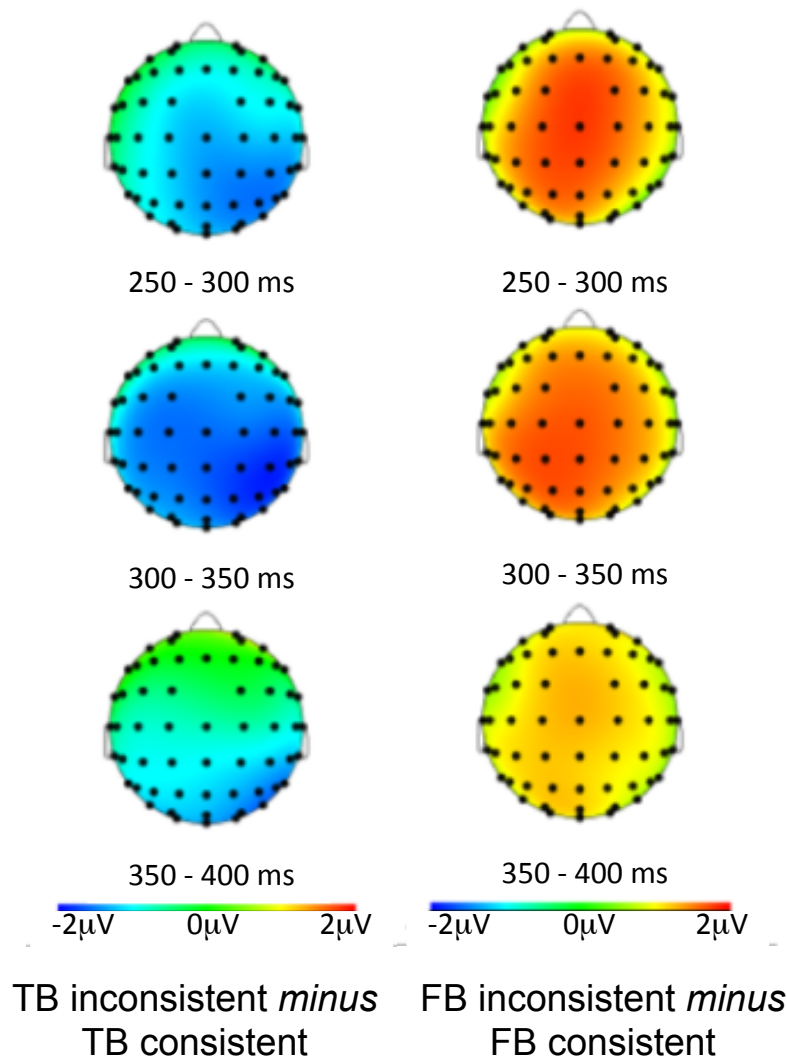 250 - 300 ms
250 - 300 ms
300 - 350 ms
300 - 350 ms
350 - 400 ms
350 - 400 ms
-2μV 0μV 2μV
-2μV 0μV 2μV
TB inconsistent minus
TB consistent
FB inconsistent minus
FB consistent